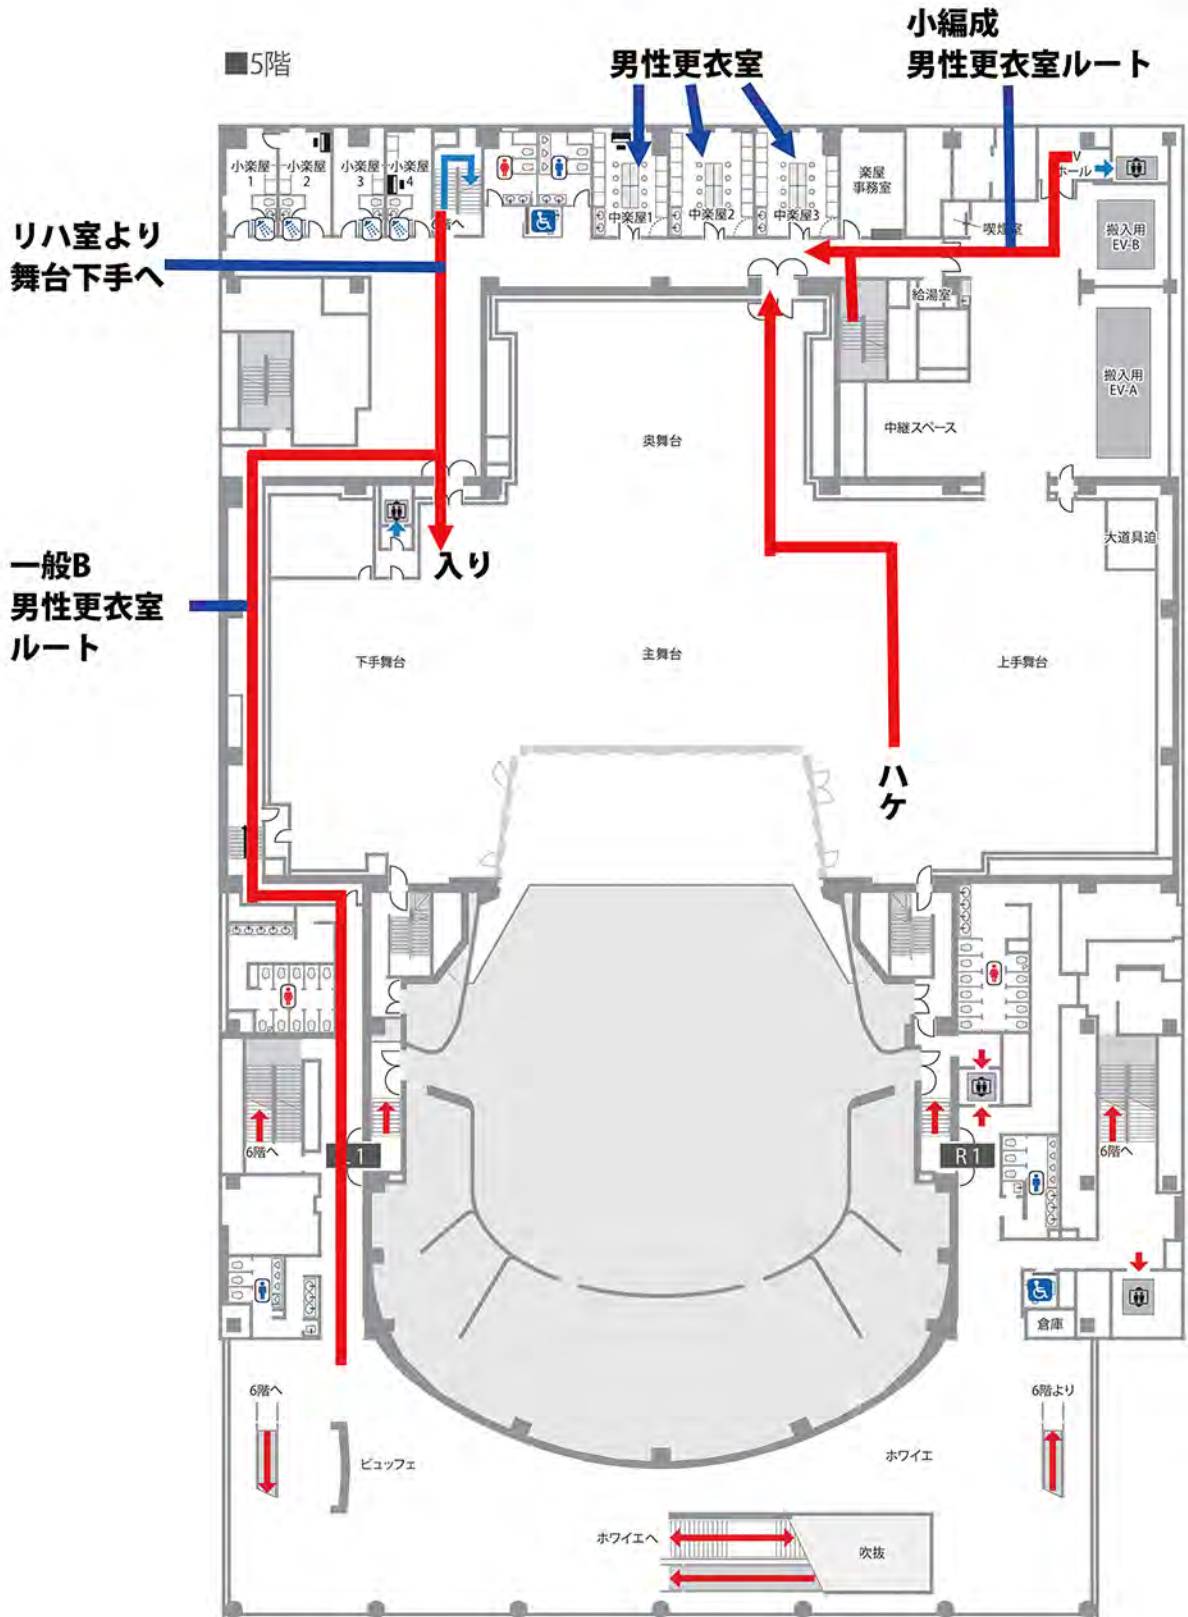 小編成
男性更衣室ルート
■5階
男性更衣室
小楽屋
1
小楽屋
2
小楽屋
3
小楽屋
4
中楽屋1
中楽屋2
中楽屋3
楽屋
事務室
ホール
喫煙室
搬入用
EV-B
リハ室より
舞台下手へ
給湯室
搬入用
EV-A
中継スペース
奥舞台
大道具迫
入り
一般B
男性更衣室
ルート
下手舞台
主舞台
上手舞台
ハケ
6階へ
1
R1
6階へ
倉庫
6階へ
6階より
ビュッフェ
ホワイエ
ホワイエへ
吹抜